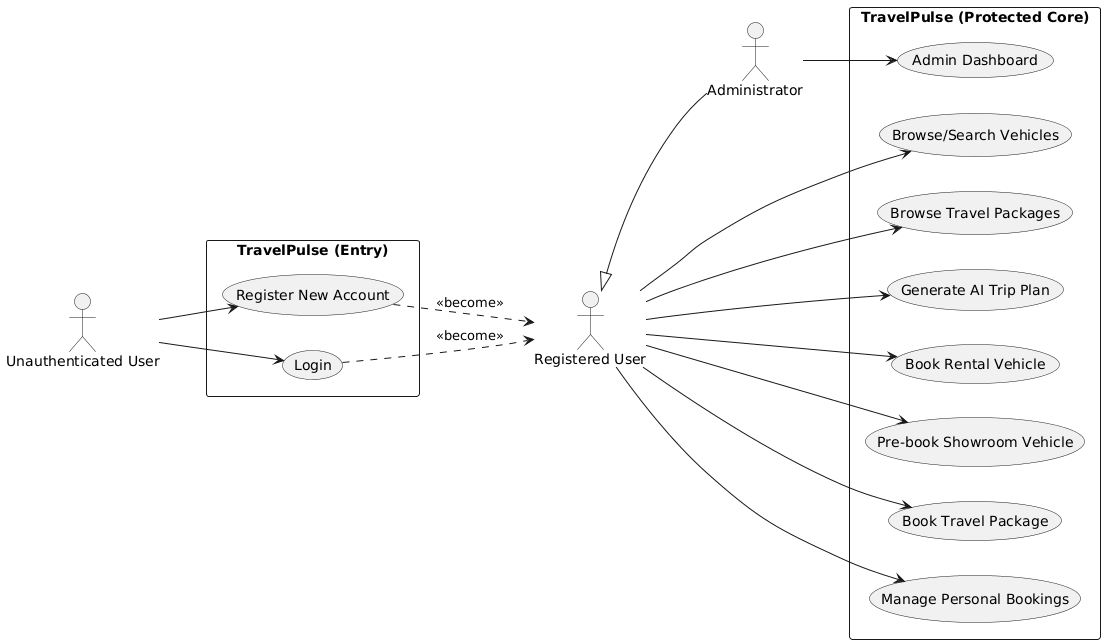 TravelPulse (Protected Core)
Administrator
Admin Dashboard
Browse/Search Vehicles
Browse Travel Packages
TravelPulse (Entry)
Register New Account
«become»
Generate AI Trip Plan
Unauthenticated User
Login
«become»
Registered User
Book Rental Vehicle
Pre-book Showroom Vehicle
Book Travel Package
Manage Personal Bookings